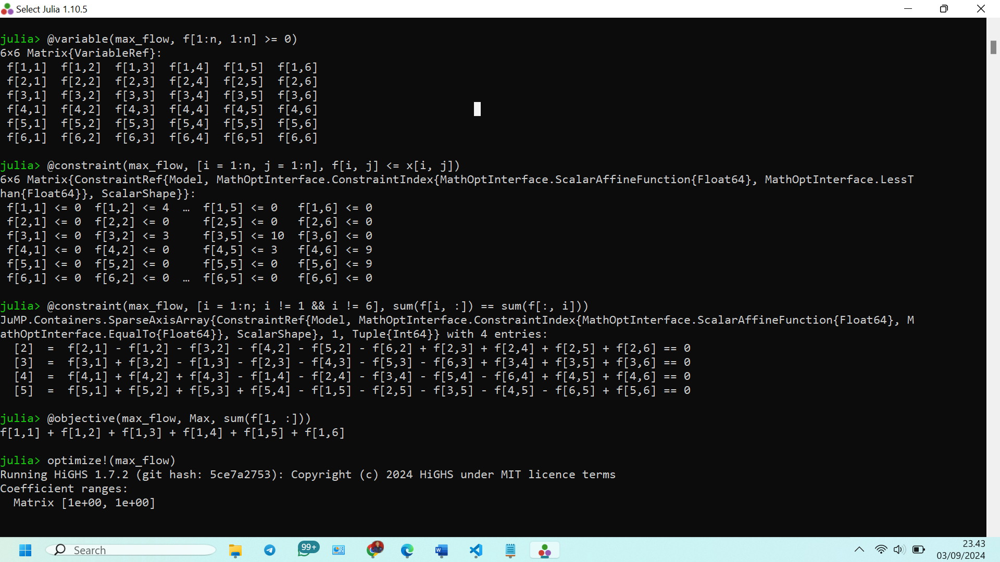 Select Julia 1.10.5
julia> @variable(max_flow, f[1:n, 1:n] >= 0)
6×6 Matrix{VariableRef}:
 f[1,1]  f[1,2]  f[1,3]  f[1,4]  f[1,5]  f[1,6]
 f[2,1]  f[2,2]  f[2,3]  f[2,4]  f[2,5]  f[2,6]
 f[3,1]  f[3,2]  f[3,3]  f[3,4]  f[3,5]  f[3,6]
 f[4,1]  f[4,2]  f[4,3]  f[4,4]  f[4,5]  f[4,6]
 f[5,1]  f[5,2]  f[5,3]  f[5,4]  f[5,5]  f[5,6]
 f[6,1]  f[6,2]  f[6,3]  f[6,4]  f[6,5]  f[6,6]
julia> @constraint(max_flow, [i = 1:n, j = 1:n], f[i, j] <= x[i, j])
6×6 Matrix{ConstraintRef{Model, MathOptInterface.ConstraintIndex{MathOptInterface.ScalarAffineFunction{Float64}, MathOptInterface.LessT
han{Float64}}, ScalarShape}}:
 f[1,1] <= 0  f[1,2] <= 4  …  f[1,5] <= 0   f[1,6] <= 0
 f[2,1] <= 0  f[2,2] <= 0     f[2,5] <= 0   f[2,6] <= 0
 f[3,1] <= 0  f[3,2] <= 3     f[3,5] <= 10  f[3,6] <= 0
 f[4,1] <= 0  f[4,2] <= 0     f[4,5] <= 3   f[4,6] <= 9
 f[5,1] <= 0  f[5,2] <= 0     f[5,5] <= 0   f[5,6] <= 9
 f[6,1] <= 0  f[6,2] <= 0  …  f[6,5] <= 0   f[6,6] <= 0
julia> @constraint(max_flow, [i = 1:n; i != 1 && i != 6], sum(f[i, :]) == sum(f[:, i]))
JuMP.Containers.SparseAxisArray{ConstraintRef{Model, MathOptInterface.ConstraintIndex{MathOptInterface.ScalarAffineFunction{Float64}, M
athOptInterface.EqualTo{Float64}}, ScalarShape}, 1, Tuple{Int64}} with 4 entries:
  [2]  =  f[2,1] - f[1,2] - f[3,2] - f[4,2] - f[5,2] - f[6,2] + f[2,3] + f[2,4] + f[2,5] + f[2,6] == 0
  [3]  =  f[3,1] + f[3,2] - f[1,3] - f[2,3] - f[4,3] - f[5,3] - f[6,3] + f[3,4] + f[3,5] + f[3,6] == 0
  [4]  =  f[4,1] + f[4,2] + f[4,3] - f[1,4] - f[2,4] - f[3,4] - f[5,4] - f[6,4] + f[4,5] + f[4,6] == 0
  [5]  =  f[5,1] + f[5,2] + f[5,3] + f[5,4] - f[1,5] - f[2,5] - f[3,5] - f[4,5] - f[6,5] + f[5,6] == 0
julia> @objective(max_flow, Max, sum(f[1, :]))
f[1,1] + f[1,2] + f[1,3] + f[1,4] + f[1,5] + f[1,6]
julia> optimize!(max_flow)
Running HiGHS 1.7.2 (git hash: 5ce7a2753): Copyright (c) 2024 HiGHS under MIT licence terms
Coefficient ranges:
  Matrix [1e+00, 1e+00]
Search
99+
23.43
03/09/2024